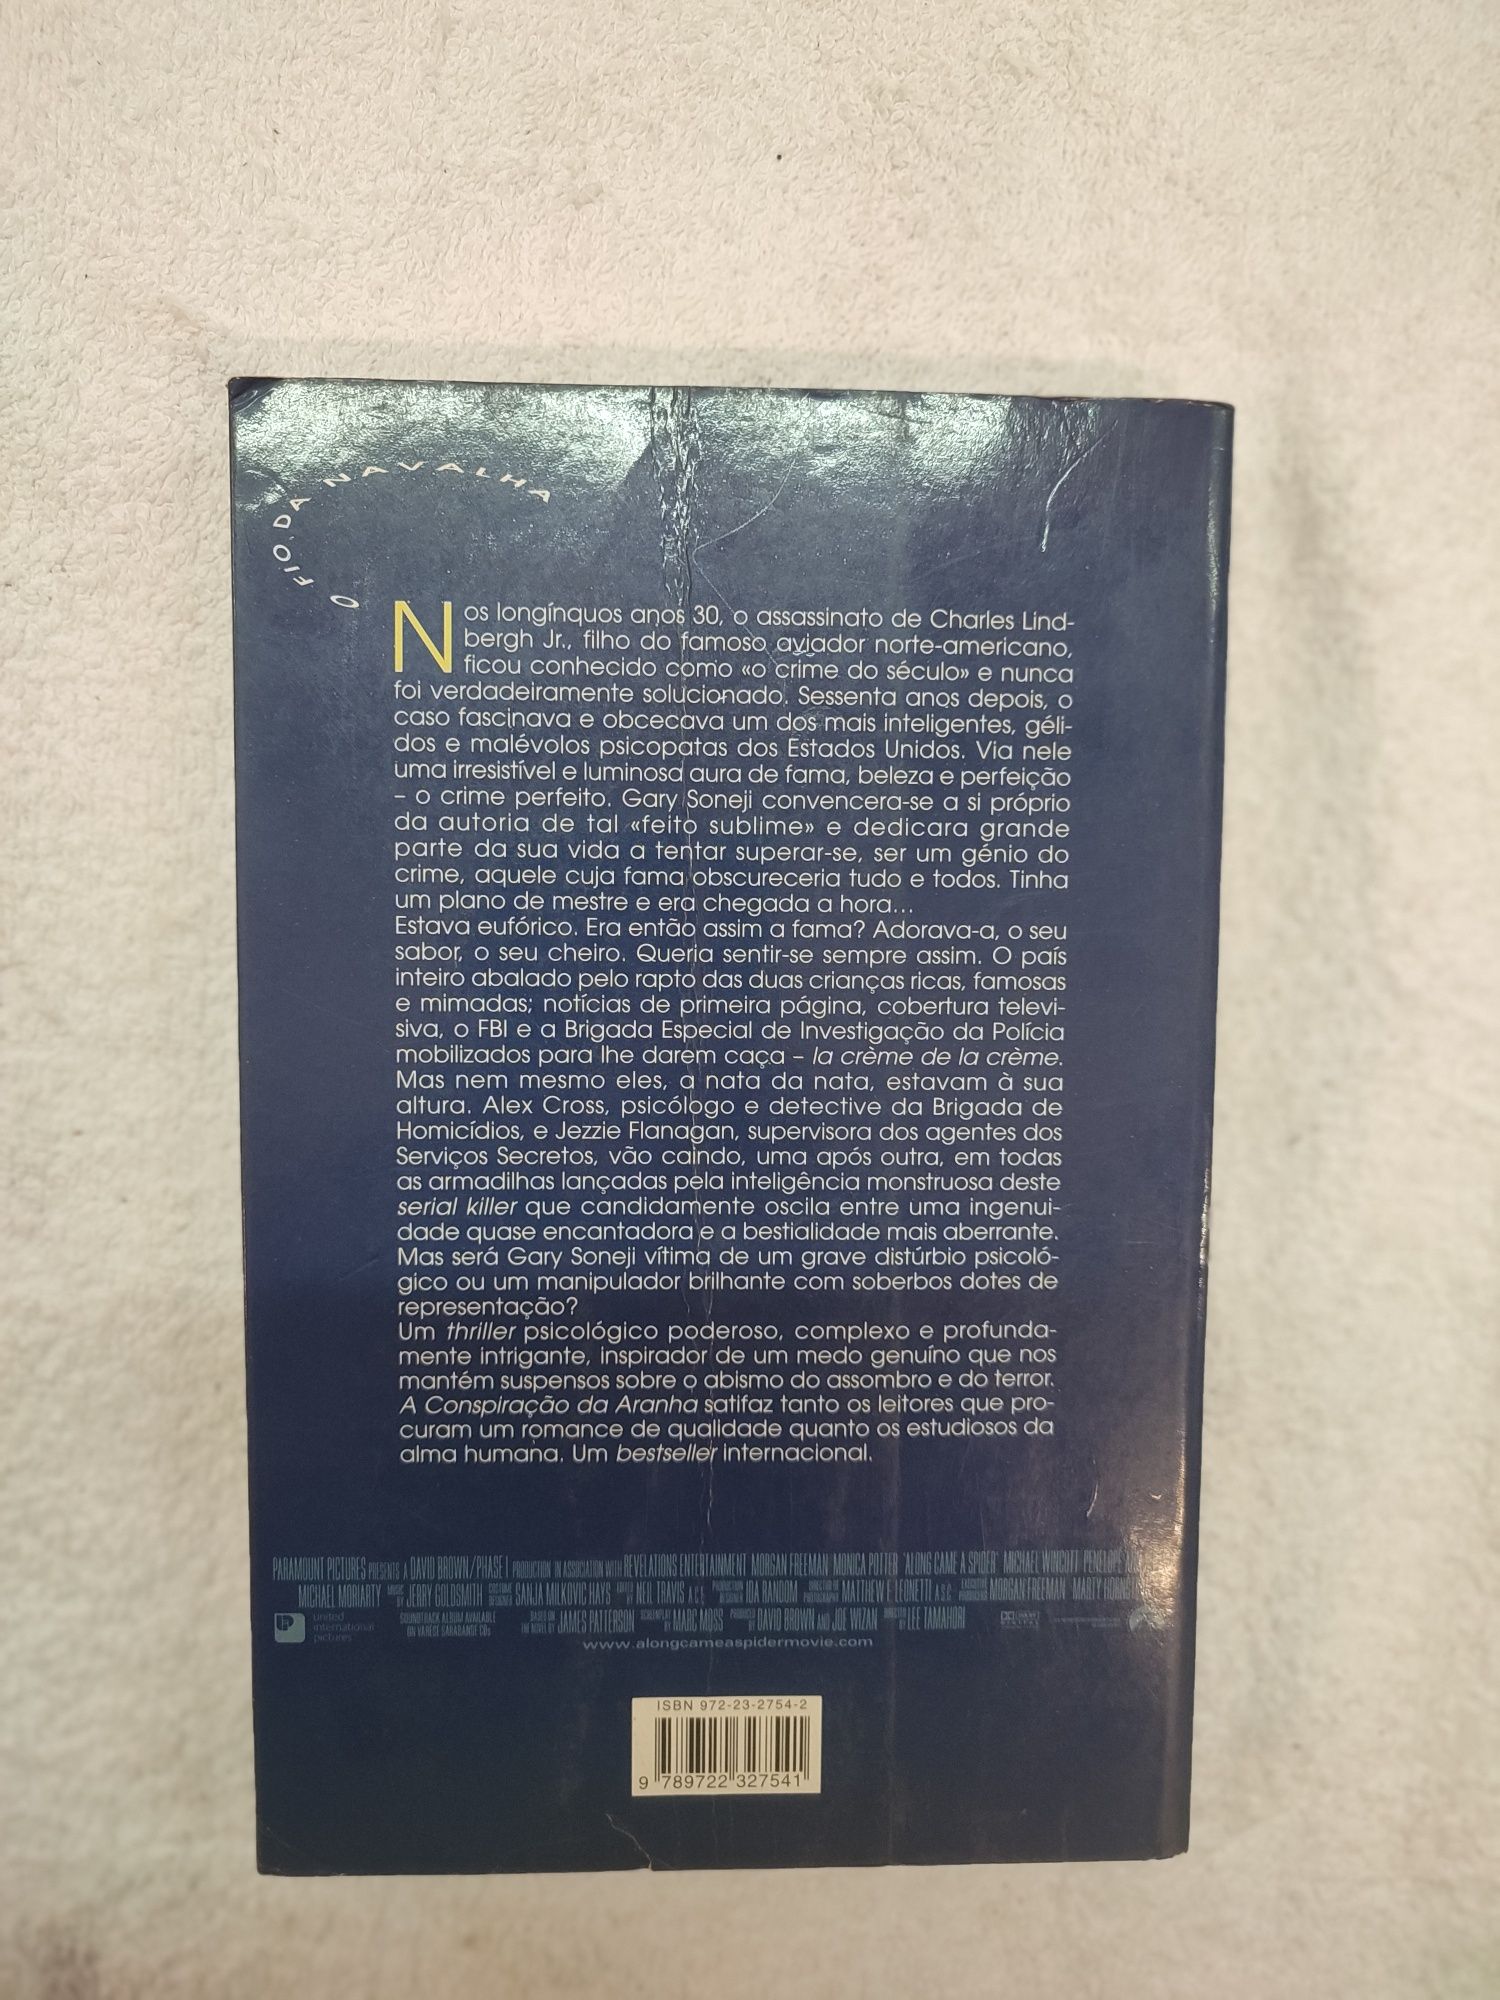 O FIO DA NAVALHA
Nos longínquos anos 30, o assassinato de Charles Lind-
bergh Jr., filho do famoso aviador norte-americano,
ficou conhecido como «o crime do século» e nunca
foi verdadeiramente solucionado. Sessenta anos depois, o
caso fascinava e obcecava um dos mais inteligentes, géli-
dos e malévolos psicopatas dos Estados Unidos. Via nele
uma irresistível e luminosa aura de fama, beleza e perfeição
– o crime perfeito. Gary Soneji convencera-se a si próprio
da autoria de tal «feito sublime» e dedicara grande
parte da sua vida a tentar superar-se, ser um génio do
crime, aquele cuja fama obscureceria tudo e todos. Tinha
um plano de mestre e era chegada a hora...
Estava eufórico. Era então assim a fama? Adorava-a, o seu
sabor, o seu cheiro. Queria sentir-se sempre assim. O país
inteiro abalado pelo rapto das duas crianças ricas, famosas
e mimadas; notícias de primeira página, cobertura televi-
siva, o FBI e a Brigada Especial de Investigação da Polícia
mobilizados para lhe darem caça – la crème de la crème.
Mas nem mesmo eles, a nata da nata, estavam à sua
altura. Alex Cross, psicólogo e detective da Brigada de
Homicídios, e Jezzie Flanagan, supervisora dos agentes dos
Serviços Secretos, vão caindo, uma após outra, em todas
as armadilhas lançadas pela inteligência monstruosa deste
serial killer que candidamente oscila entre uma ingenui-
dade quase encantadora e a bestialidade mais aberrante.
Mas será Gary Soneji vítima de um grave distúrbio psicoló-
gico ou um manipulador brilhante com soberbos dotes de
representação?
Um thriller psicológico poderoso, complexo e profunda-
mente intrigante, inspirador de um medo genuíno que nos
mantém suspensos sobre o abismo do assombro e do terror.
A Conspiração da Aranha satifaz tanto os leitores que pro-
curam um romance de qualidade quanto os estudiosos da
alma humana. Um bestseller internacional.
PARAMOUNT PICTURES PRESENTS A DAVID BROWN/PHASE I PRODUCTION IN ASSOCIATION WITH REVELATIONS ENTERTAINMENT MORGAN FREEMAN MONICA POTTER "ALONG CAME A SPIDER" MICHAEL WINCOTT PENELOPE
MICHAEL MORIARTY MUSIC BY JERRY GOLDSMITH COSTUME DESIGNER SANJA MILKOVIC HAYS EDITED BY NEIL TRAVIS A.C.E. PRODUCTION DESIGNER IDA RANDOM DIRECTOR OF PHOTOGRAPHY MATTHEW F. LEONETTI A.S.C. EXECUTIVE PRODUCERS MORGAN FREEMAN MARTY
united international pictures SOUNDTRACK ALBUM AVAILABLE ON VARESE SARABANDE CDs BASED ON THE NOVEL BY JAMES PATTERSON SCREENPLAY BY MARC MOSS PRODUCED BY DAVID BROWN AND JOE WIZAN DIRECTED BY LEE TAMAHORI
www.alongcameaspidermovie.com
ISBN 972-23-2754-2
9 789722 327541